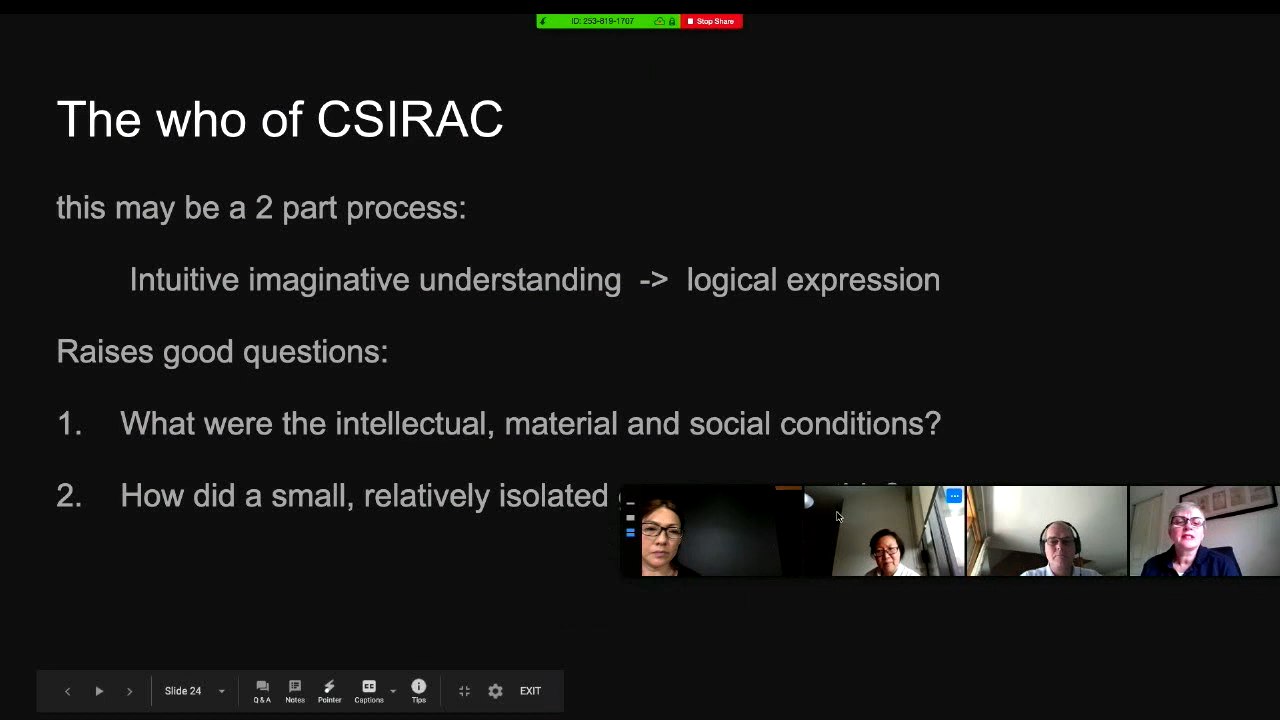 ID: 253-819-1707 Stop Share
The who of CSIRAC
this may be a 2 part process:
Intuitive imaginative understanding -> logical expression
Raises good questions:
1. What were the intellectual, material and social conditions?
2. How did a small, relatively isolated
Slide 24 Q & A Notes Pointer Captions Tips EXIT